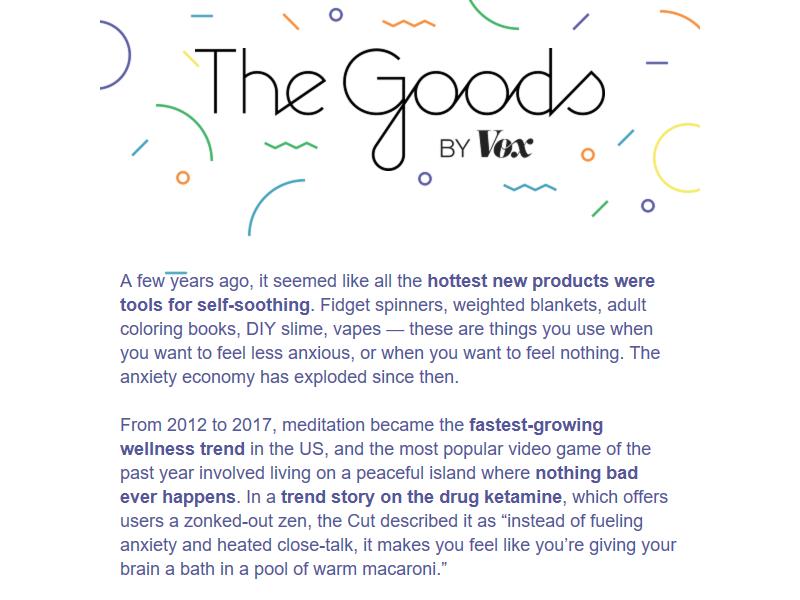 The Goods
BY Vox
A few years ago, it seemed like all the hottest new products were
tools for self-soothing. Fidget spinners, weighted blankets, adult
coloring books, DIY slime, vapes — these are things you use when
you want to feel less anxious, or when you want to feel nothing. The
anxiety economy has exploded since then.
From 2012 to 2017, meditation became the fastest-growing
wellness trend in the US, and the most popular video game of the
past year involved living on a peaceful island where nothing bad
ever happens. In a trend story on the drug ketamine, which offers
users a zonked-out zen, the Cut described it as “instead of fueling
anxiety and heated close-talk, it makes you feel like you’re giving your
brain a bath in a pool of warm macaroni.”